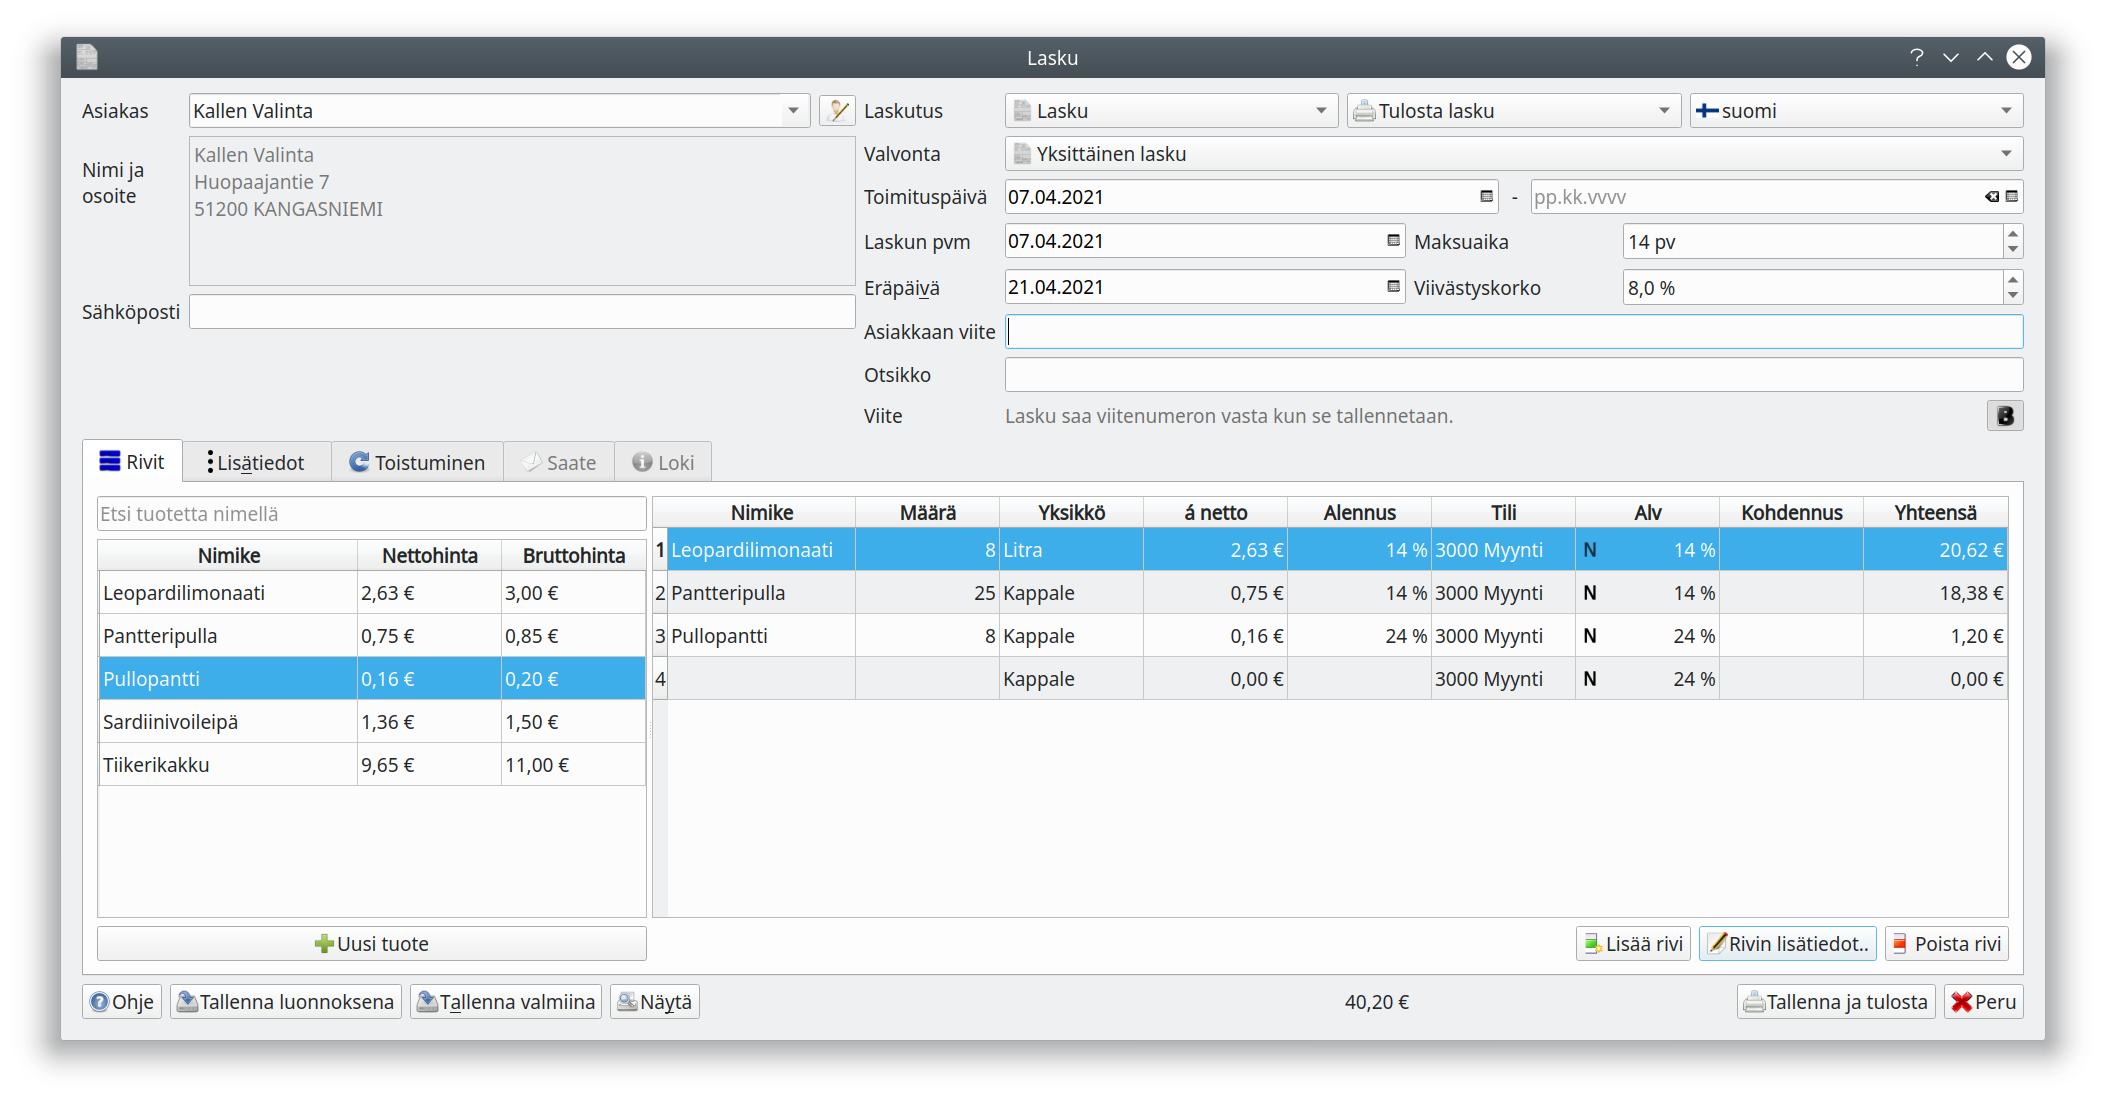 Lasku
Asiakas Kallen Valinta
Nimi ja osoite
Kallen Valinta
Huopaajantie 7
51200 KANGASNIEMI
Sähköposti
Laskutus Lasku Tulosta lasku suomi
Valvonta Yksittäinen lasku
Toimituspäivä 07.04.2021 - pp.kk.vvvv
Laskun pvm 07.04.2021 Maksuaika 14 pv
Eräpäivä 21.04.2021 Viivästyskorko 8,0 %
Asiakkaan viite
Otsikko
Viite Lasku saa viitenumeron vasta kun se tallennetaan. B
Rivit Lisätiedot Toistuminen Saate Loki
Etsi tuotetta nimellä
Nimike Nettohinta Bruttohinta
Leopardilimonaati 2,63 € 3,00 €
Pantteripulla 0,75 € 0,85 €
Pullopantti 0,16 € 0,20 €
Sardiinivoileipä 1,36 € 1,50 €
Tiikerikakku 9,65 € 11,00 €
Uusi tuote
Nimike Määrä Yksikkö á netto Alennus Tili Alv Kohdennus Yhteensä
1 Leopardilimonaati 8 Litra 2,63 € 14 % 3000 Myynti N 14 % 20,62 €
2 Pantteripulla 25 Kappale 0,75 € 14 % 3000 Myynti N 14 % 18,38 €
3 Pullopantti 8 Kappale 0,16 € 24 % 3000 Myynti N 24 % 1,20 €
4 Kappale 0,00 € 3000 Myynti N 24 % 0,00 €
Lisää rivi Rivin lisätiedot.. Poista rivi
Ohje Tallenna luonnoksena Tallenna valmiina Näytä 40,20 € Tallenna ja tulosta Peru